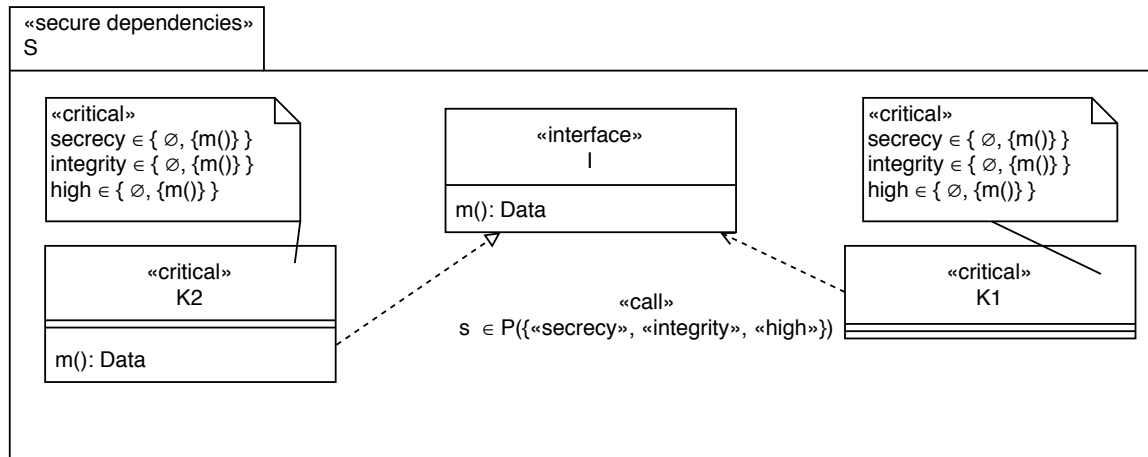 «secure dependencies»
S
«critical»
secrecy ∈ { ∅, {m()} }
integrity ∈ { ∅, {m()} }
high ∈ { ∅, {m()} }
«interface»
I
m(): Data
«critical»
secrecy ∈ { ∅, {m()} }
integrity ∈ { ∅, {m()} }
high ∈ { ∅, {m()} }
«critical»
K2
m(): Data
«call»
s ∈ P({«secrecy», «integrity», «high»})
«critical»
K1